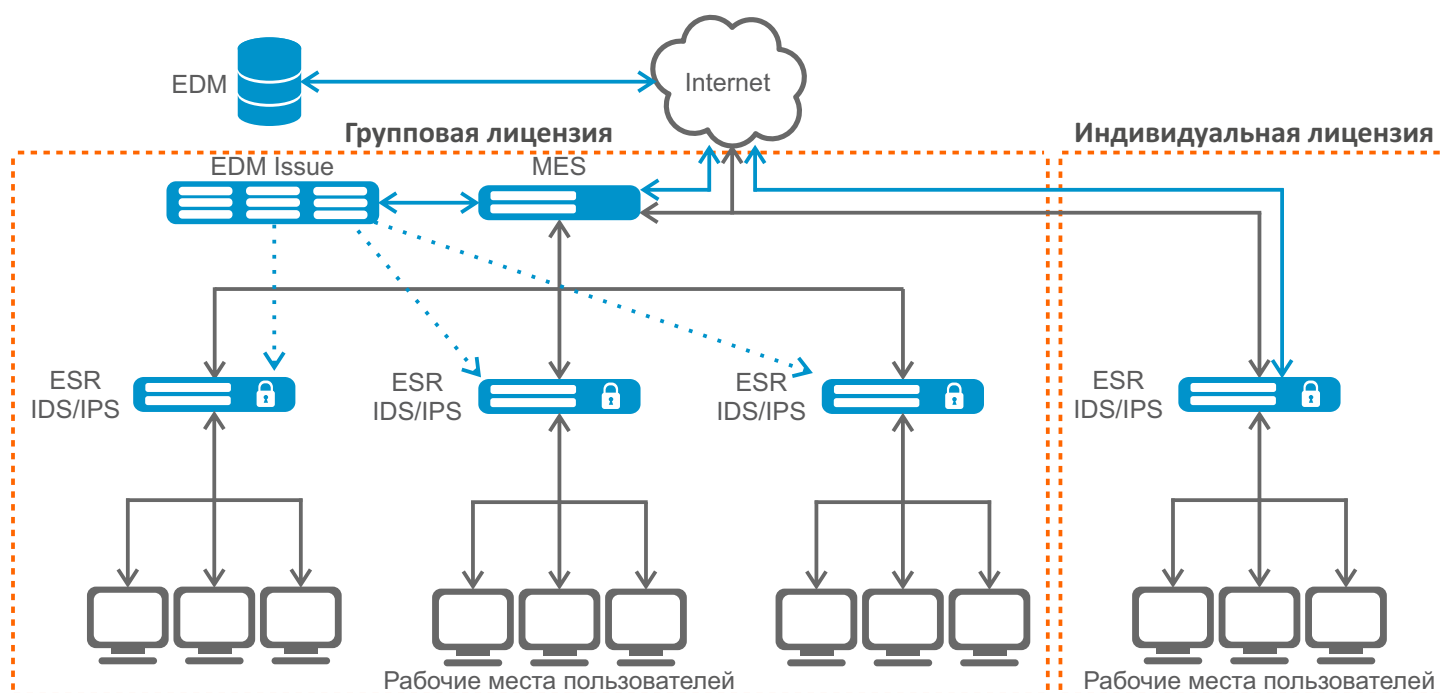 EDM
Internet
Групповая лицензия
Индивидуальная лицензия
EDM Issue
MES
ESR
IDS/IPS
ESR
IDS/IPS
ESR
IDS/IPS
ESR
IDS/IPS
Рабочие места пользователей
Рабочие места пользователей